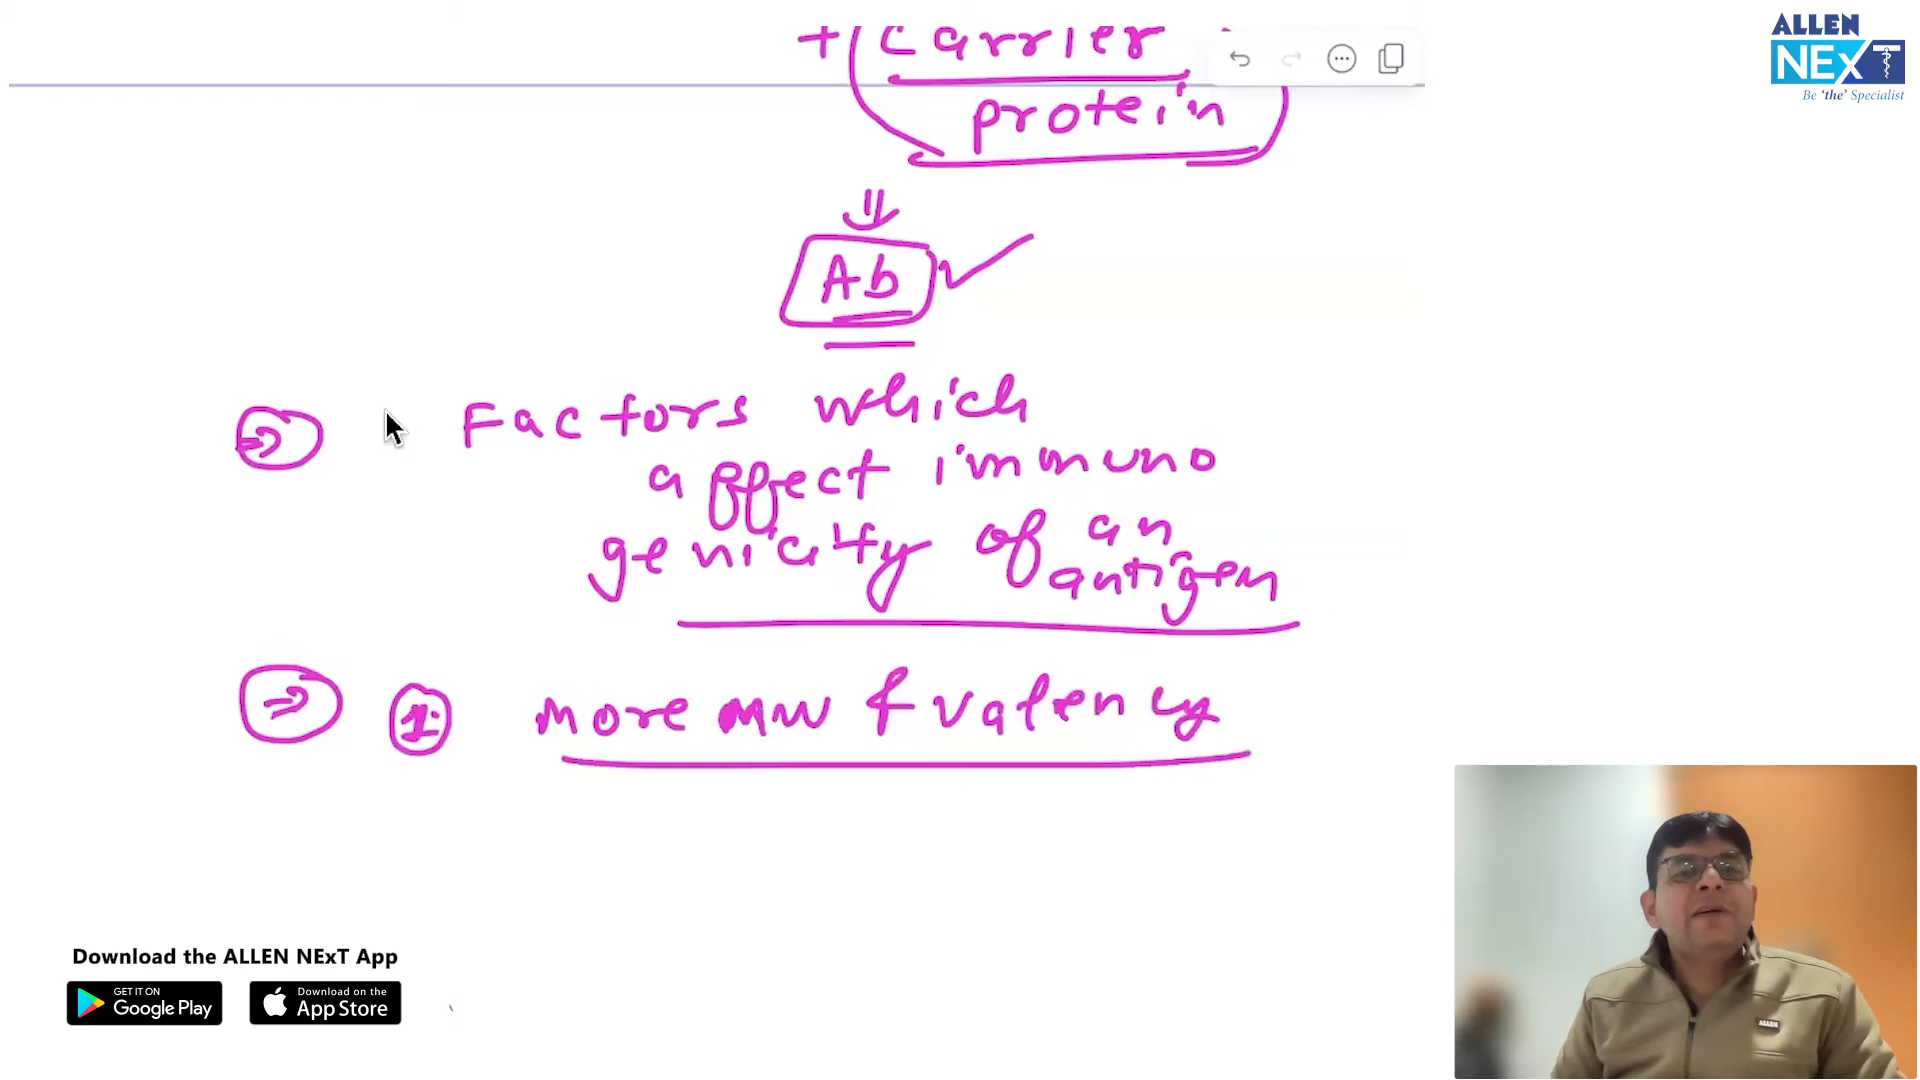 ALLEN
NEXT
Be 'the' Specialist
+ carrier
protein
Ab
Factors which
affect immuno
genicity of an
antigen
1. more MW & valency
Download the ALLEN NExT App
GET IT ON
Google Play
Download on the
App Store
ALLEN